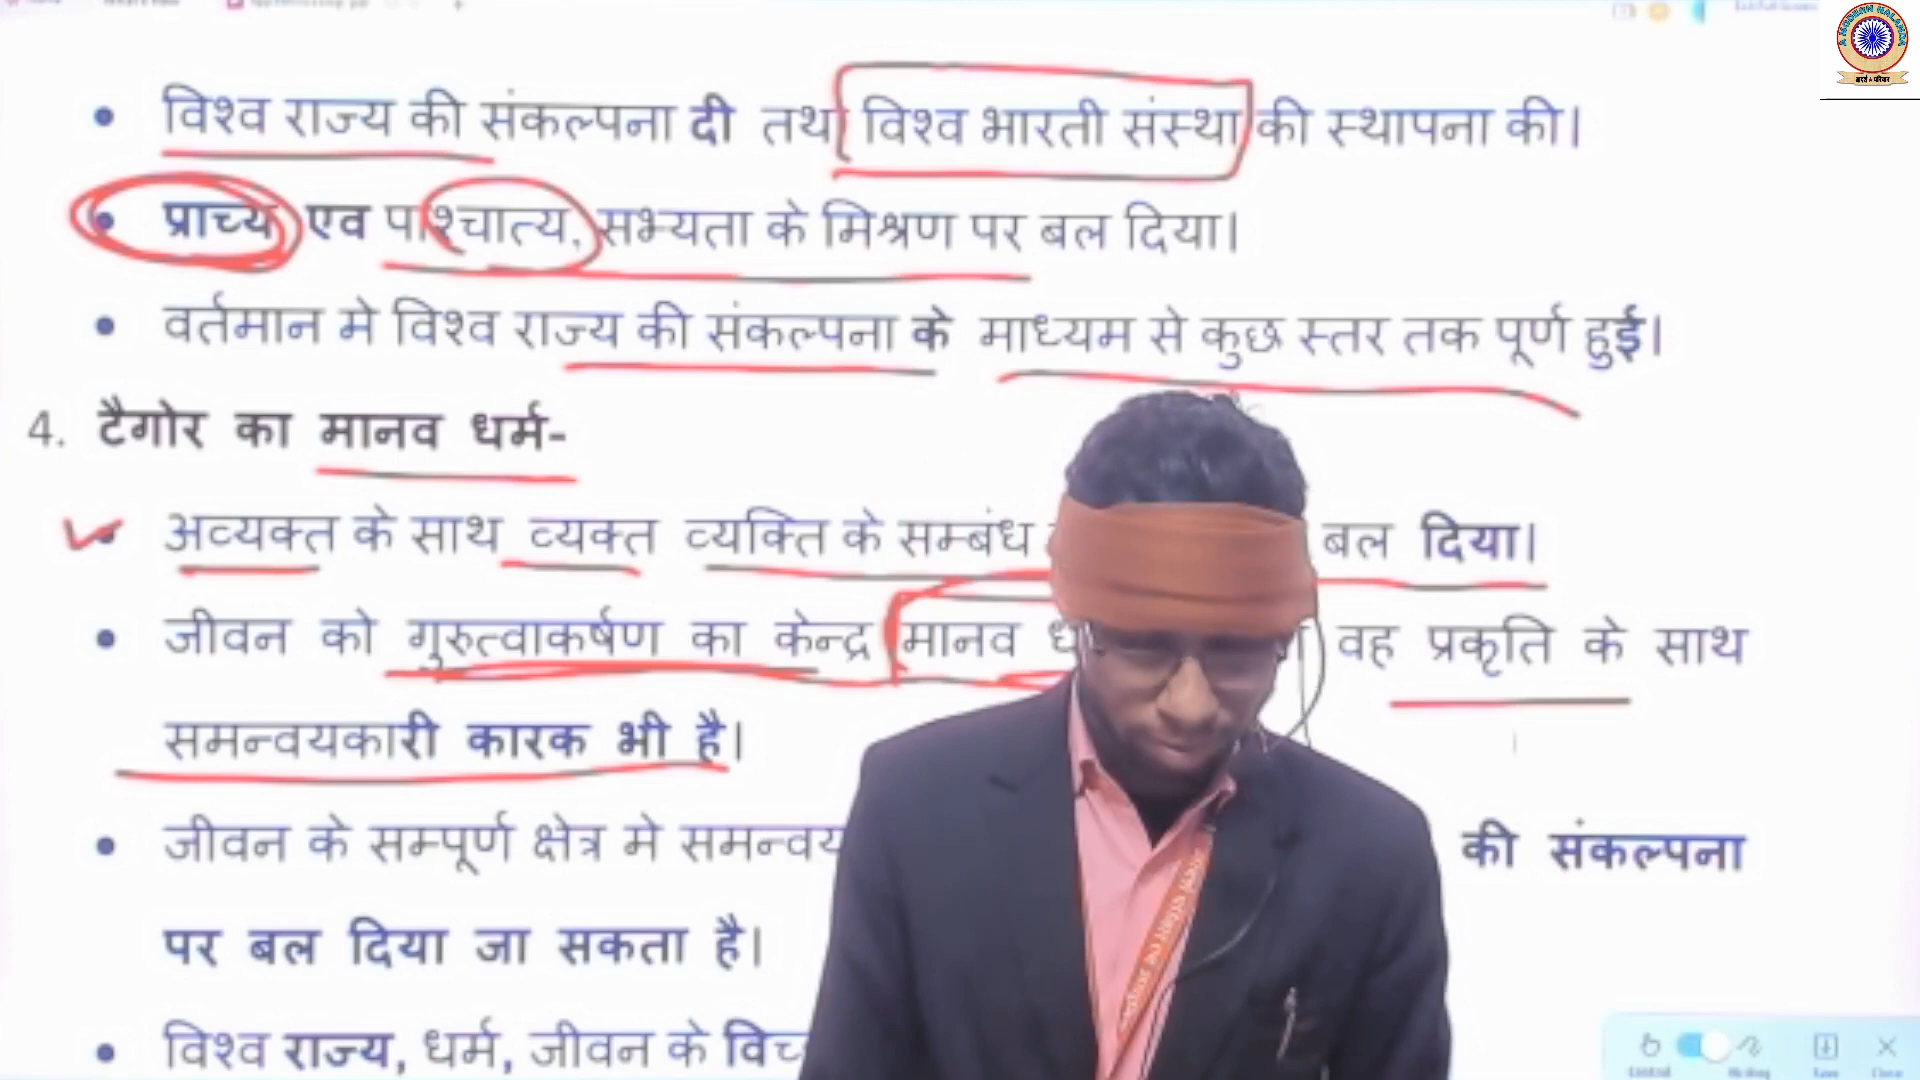 विश्व राज्य की संकल्पना दी तथा विश्व भारती संस्था की स्थापना की।
प्राच्य एव पाश्चात्य, सभ्यता के मिश्रण पर बल दिया।
वर्तमान मे विश्व राज्य की संकल्पना के माध्यम से कुछ स्तर तक पूर्ण हुई।
4. टैगोर का मानव धर्म-
अव्यक्त के साथ व्यक्त व्यक्ति के सम्बंध बल दिया।
जीवन को गुरुत्वाकर्षण का केन्द्र मानव वह प्रकृति के साथ
समन्वयकारी कारक भी है।
जीवन के सम्पूर्ण क्षेत्र मे की संकल्पना
पर बल दिया जा सकता है।
विश्व राज्य, धर्म, जीवन के
A MODERN NALANDA